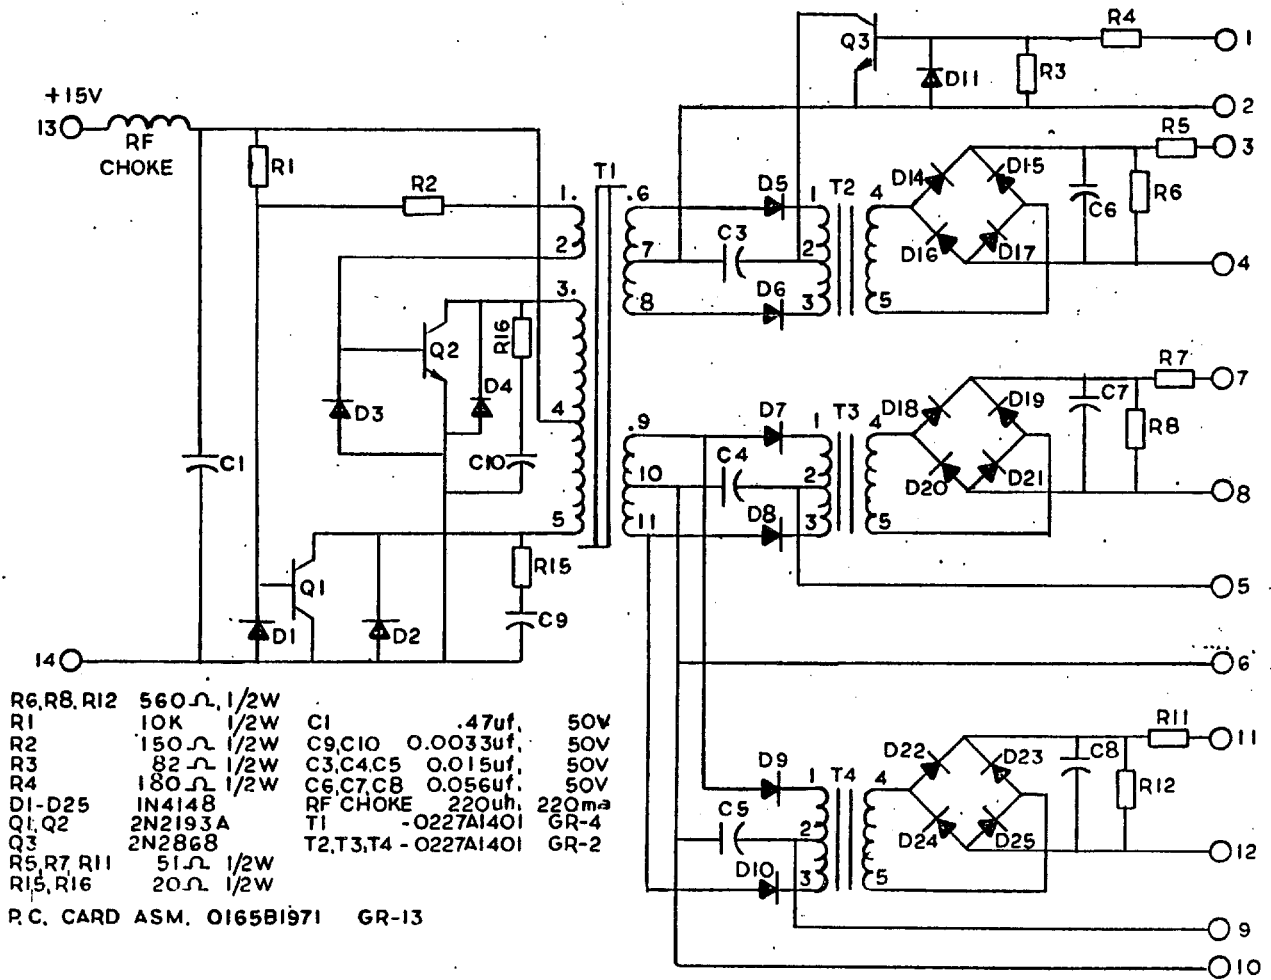 R4
Q3
1
D11
R3
+15V
13
2
RF
CHOKE
R5
3
R1
T1
D14
D15
R2
1.
.6
D5
1
T2
4
C6
R6
2
7
C3
2
D16
D17
4
3.
8
D6
3
5
R16
Q2
D4
R7
7
D3
4
.9
D7
1
T3
4
D18
D19
C7
R8
C1
C10
10
C4
2
D20
D21
8
5
11
D8
3
5
R15
Q1
5
D1
D2
C9
14
6
R6,R8,R12 560Ω, 1/2W
R1 10K 1/2W C1 .47uf, 50V
R2 150Ω 1/2W C9,C10 0.0033uf, 50V
R3 82Ω 1/2W C3,C4,C5 0.015uf, 50V
R4 180Ω 1/2W C6,C7,C8 0.056uf, 50V
D1-D25 1N4148 RF CHOKE 220uh, 220ma
Q1,Q2 2N2193A T1 -0227A1401 GR-4
Q3 2N2868 T2,T3,T4 -0227A1401 GR-2
R5,R7,R11 51Ω 1/2W
R15,R16 20Ω 1/2W
P.C. CARD ASM. 0165B1971 GR-13
R11
11
D9
1
T4
4
D22
D23
C8
R12
C5
2
D24
D25
12
D10
3
5
9
10